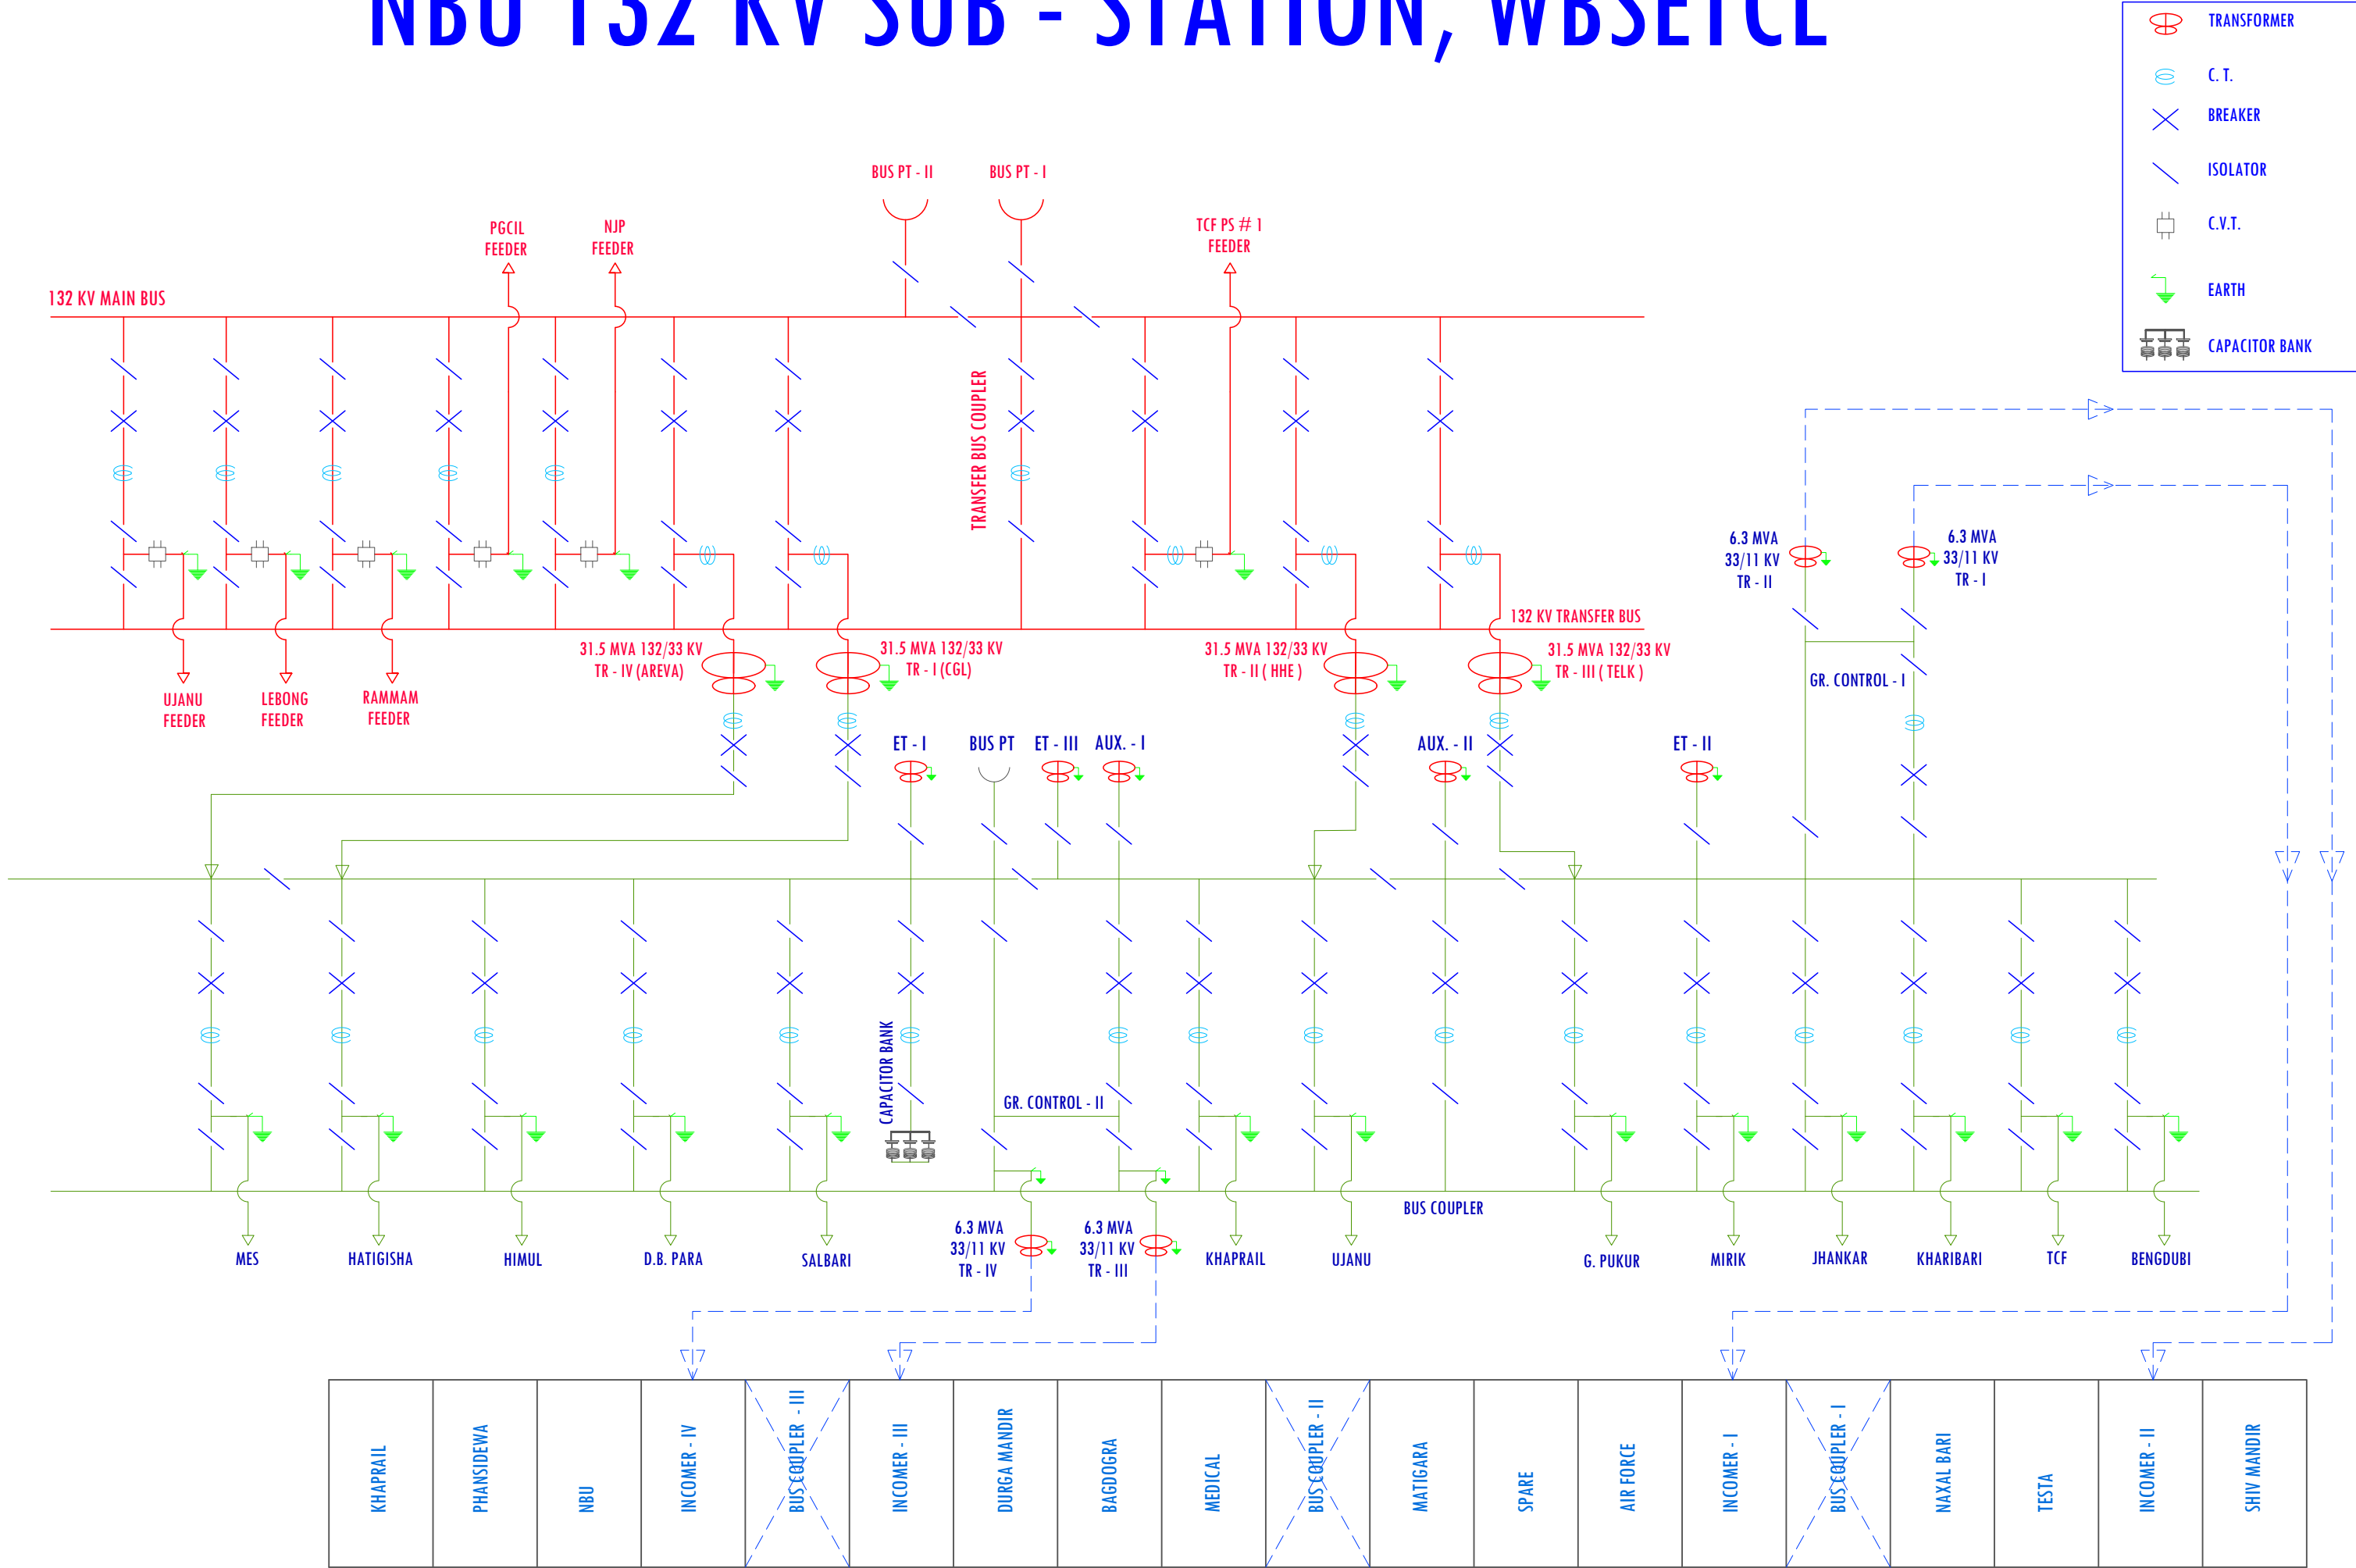 NBU 132 KV SUB - STATION, WBSETCL
TRANSFORMER
C. T.
BREAKER
ISOLATOR
C.V.T.
EARTH
CAPACITOR BANK
BUS PT - II
BUS PT - I
PGCIL
FEEDER
NJP
FEEDER
TCF PS # 1
FEEDER
132 KV MAIN BUS
TRANSFER BUS COUPLER
6.3 MVA
33/11 KV
TR - II
6.3 MVA
33/11 KV
TR - I
132 KV TRANSFER BUS
31.5 MVA 132/33 KV
TR - IV (AREVA)
31.5 MVA 132/33 KV
TR - I (CGL)
31.5 MVA 132/33 KV
TR - II ( HHE )
31.5 MVA 132/33 KV
TR - III ( TELK )
GR. CONTROL - I
UJANU
FEEDER
LEBONG
FEEDER
RAMMAM
FEEDER
ET - I
BUS PT
ET - III
AUX. - I
AUX. - II
ET - II
CAPACITOR BANK
GR. CONTROL - II
BUS COUPLER
MES
HATIGISHA
HIMUL
D.B. PARA
SALBARI
6.3 MVA
33/11 KV
TR - IV
6.3 MVA
33/11 KV
TR - III
KHAPRAIL
UJANU
G. PUKUR
MIRIK
JHANKAR
KHARIBARI
TCF
BENGDUBI
KHAPRAIL
PHANSIDEWA
NBU
INCOMER - IV
BUS COUPLER - III
INCOMER - III
DURGA MANDIR
BAGDOGRA
MEDICAL
BUS COUPLER - II
MATIGARA
SPARE
AIR FORCE
INCOMER - I
BUS COUPLER - I
NAXAL BARI
TESTA
INCOMER - II
SHIV MANDIR